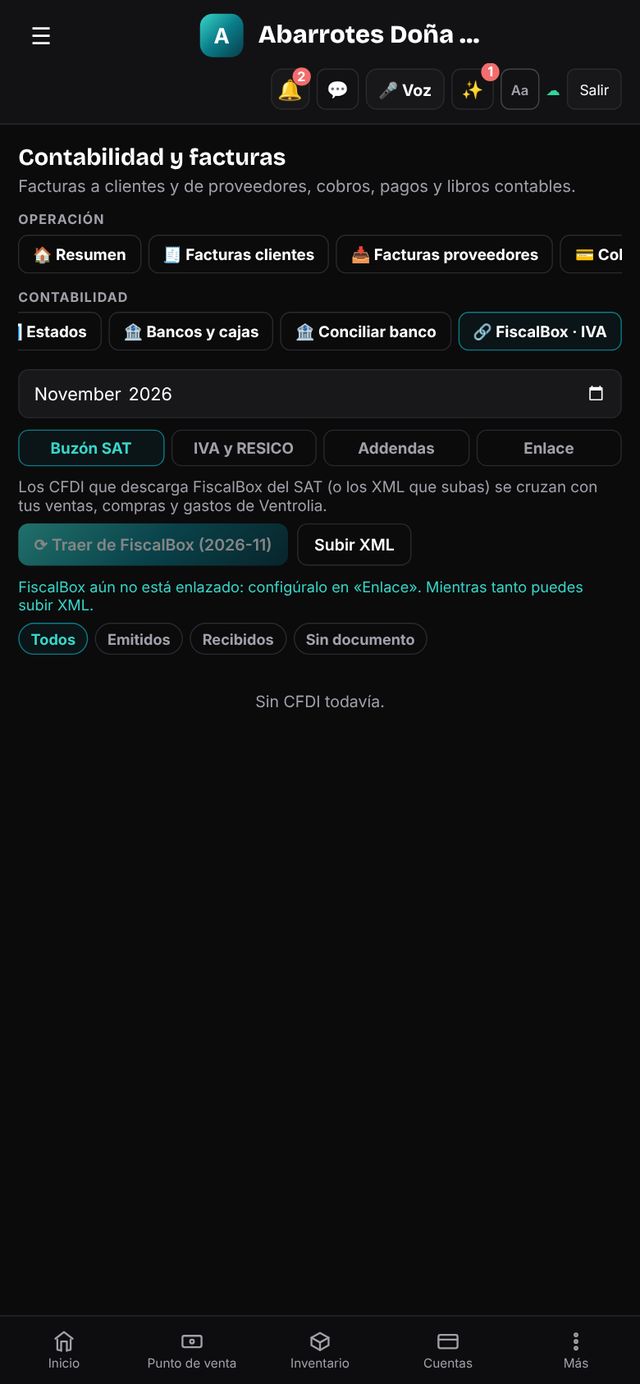 Abarrotes Doña ...
A
2
Voz
1
Aa
Salir
Contabilidad y facturas
Facturas a clientes y de proveedores, cobros, pagos y libros contables.
OPERACIÓN
Resumen
Facturas clientes
Facturas proveedores
Col
CONTABILIDAD
Estados
Bancos y cajas
Conciliar banco
FiscalBox · IVA
November 2026
Buzón SAT
IVA y RESICO
Addendas
Enlace
Los CFDI que descarga FiscalBox del SAT (o los XML que subas) se cruzan con
tus ventas, compras y gastos de Ventrolia.
⟳ Traer de FiscalBox (2026-11)
Subir XML
FiscalBox aún no está enlazado: configúralo en «Enlace». Mientras tanto puedes
subir XML.
Todos
Emitidos
Recibidos
Sin documento
Sin CFDI todavía.
Inicio
Punto de venta
Inventario
Cuentas
Más